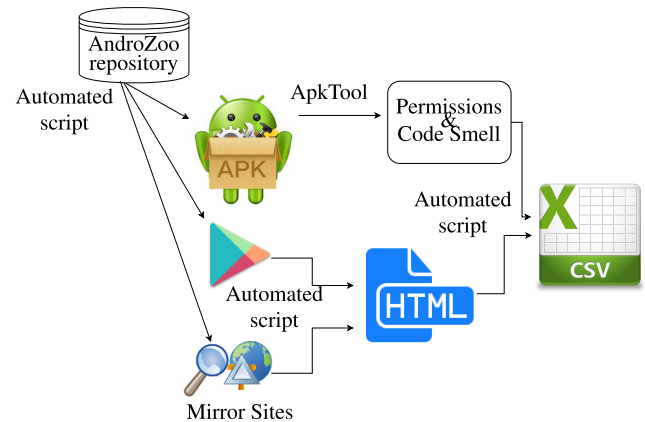 AndroZoo
repository
Automated
script
ApkTool
Permissions
&
Code Smell
APK
Automated
script
X
CSV
Automated
script
HTML
Mirror Sites